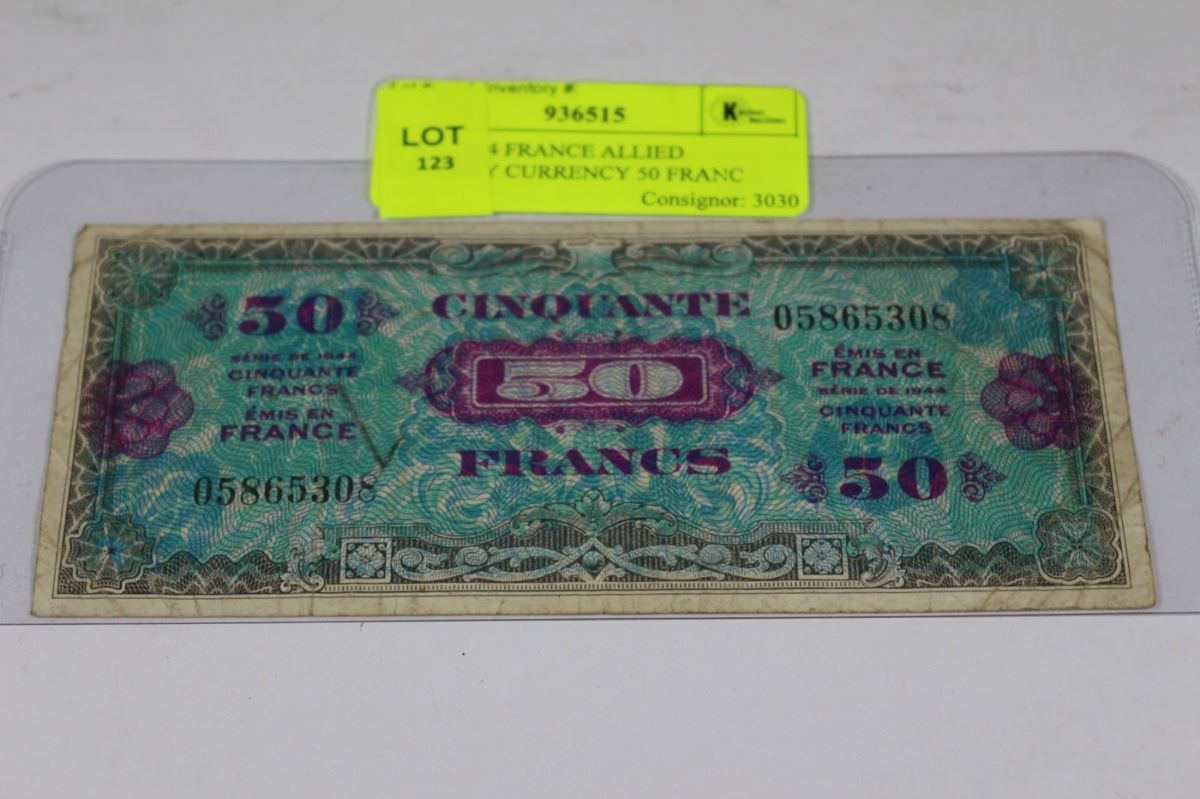 Inventory #:
936515
LOT
123
4 FRANCE ALLIED
Y CURRENCY 50 FRANC
Consignor: 3030
50
CINQUANTE
05865308
SÉRIE DE 1944
CINQUANTE
FRANCS
ÉMIS EN
FRANCE
50
ÉMIS EN
FRANCE
SÉRIE DE 1944
CINQUANTE
FRANCS
05865308
FRANCS
50